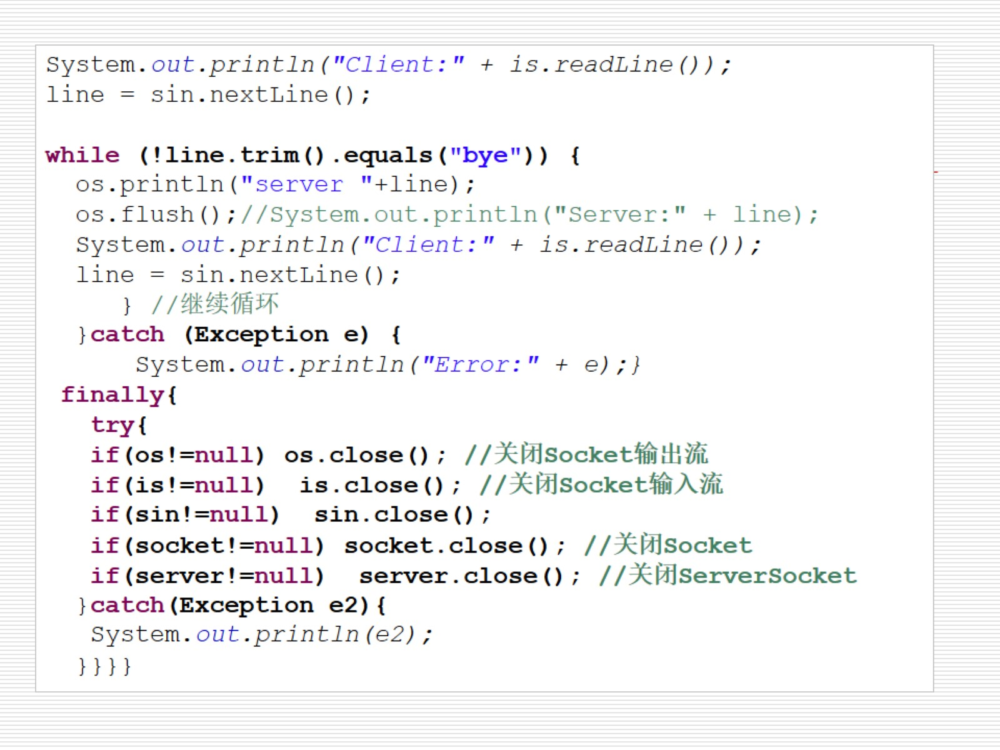 System.out.println("Client:" + is.readLine());
line = sin.nextLine();
while (!line.trim().equals("bye")) {
os.println("server "+line);
os.flush();//System.out.println("Server:" + line);
System.out.println("Client:" + is.readLine());
line = sin.nextLine();
} //继续循环
}catch (Exception e) {
System.out.println("Error:" + e);}
finally{
try{
if(os!=null) os.close(); //关闭Socket输出流
if(is!=null)  is.close(); //关闭Socket输入流
if(sin!=null)  sin.close();
if(socket!=null) socket.close(); //关闭Socket
if(server!=null)  server.close(); //关闭ServerSocket
}catch(Exception e2){
System.out.println(e2);
}}}}